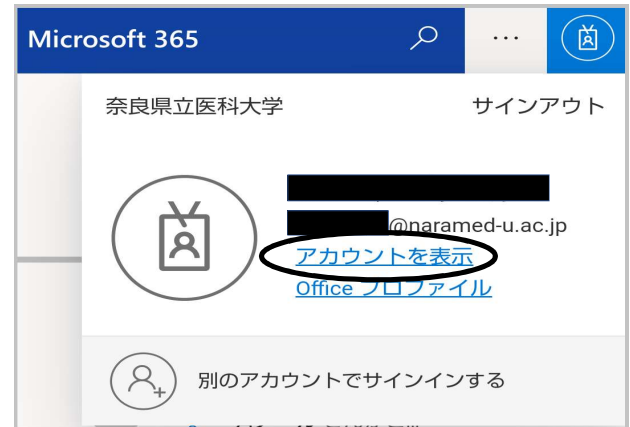 Microsoft 365
奈良県立医科大学 サインアウト
@naramed-u.ac.jp
アカウントを表示
Office プロファイル
別のアカウントでサインインする